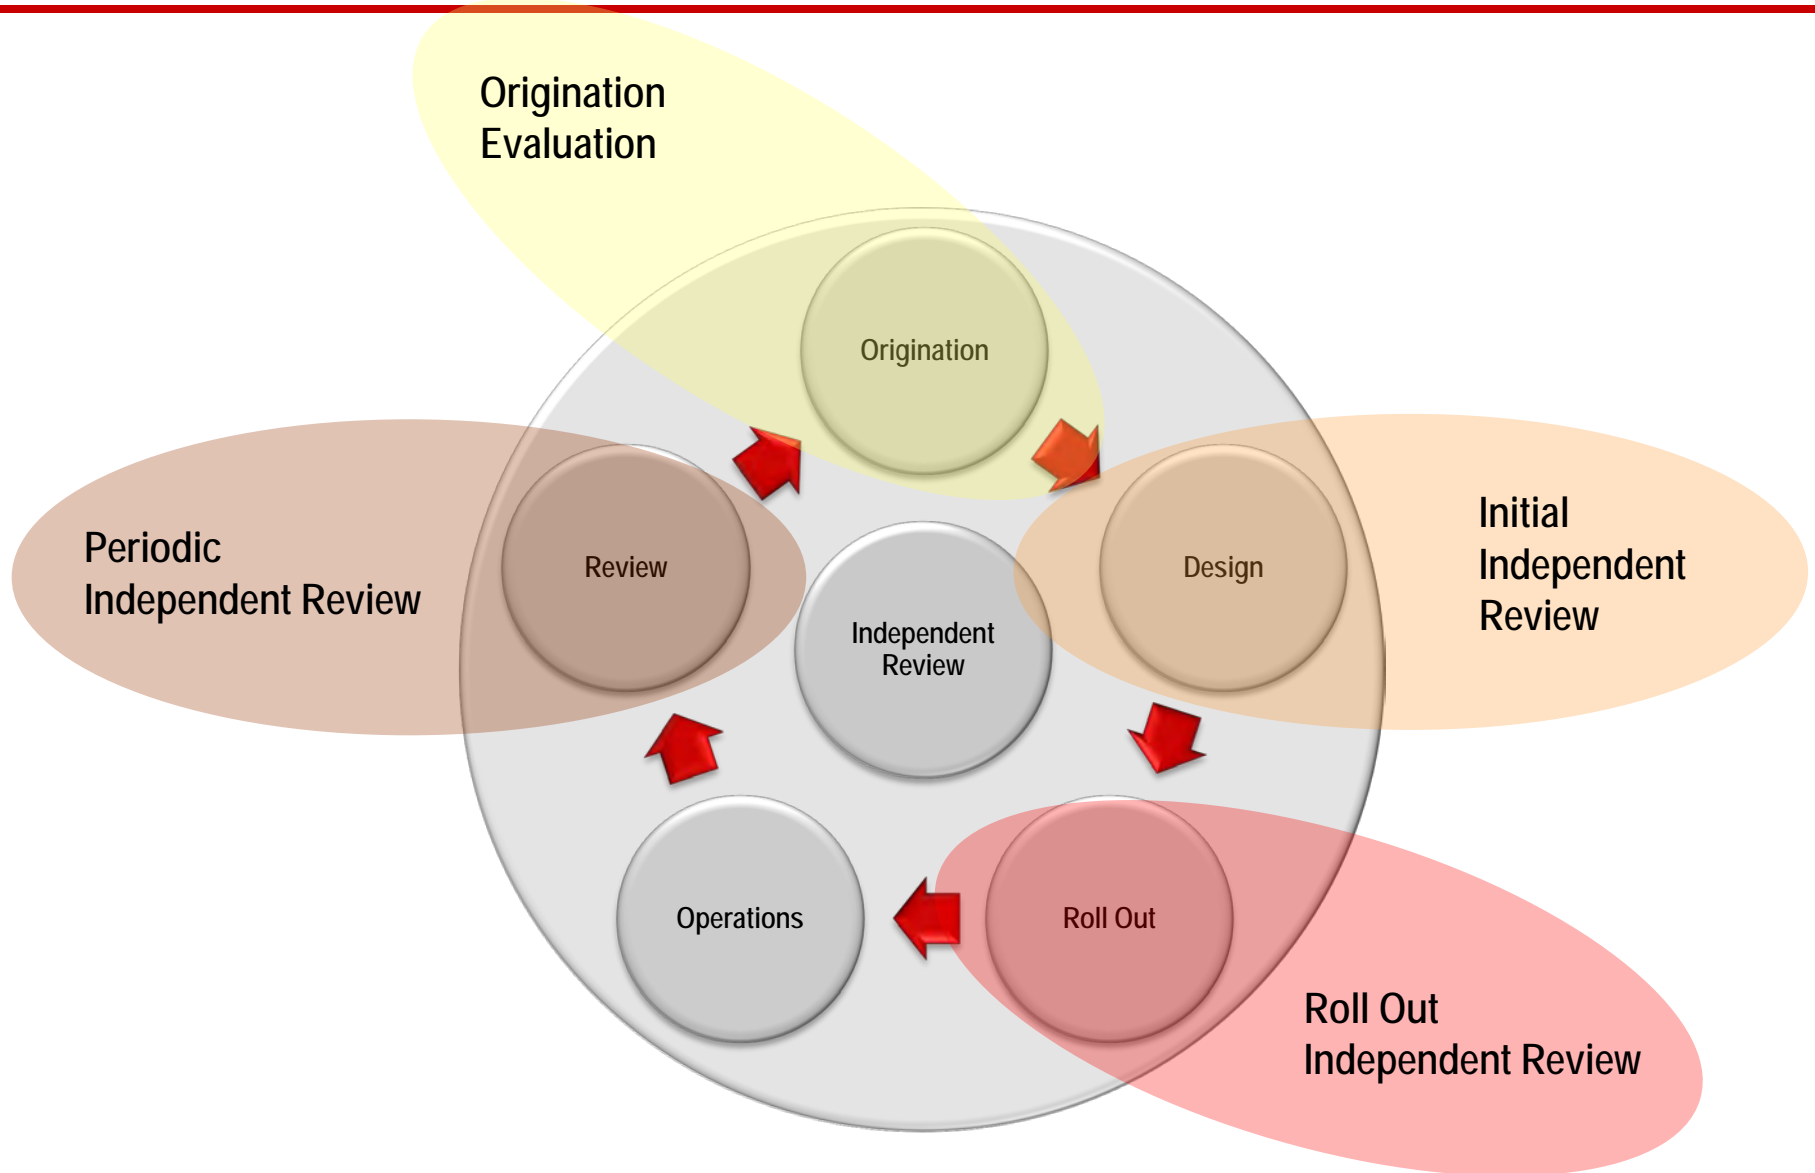 Origination
Evaluation
Origination
Periodic
Independent Review
Review
Independent
Review
Design
Initial
Independent
Review
Operations
Roll Out
Roll Out
Independent Review